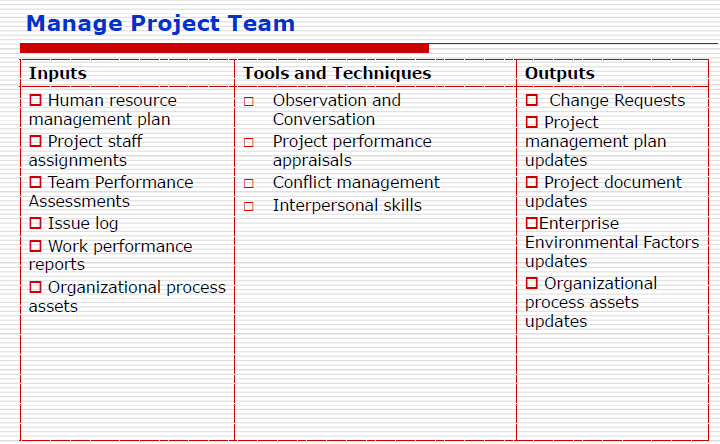 Manage Project Team
Inputs
Human resource
management plan
Project staff
assignments
Team Performance
Assessments
Issue log
Work performance
reports
Organizational process
assets
Tools and Techniques
Observation and
Conversation
Project performance
appraisals
Conflict management
Interpersonal skills
Outputs
Change Requests
Project
management plan
updates
Project document
updates
Enterprise
Environmental Factors
updates
Organizational
process assets
updates